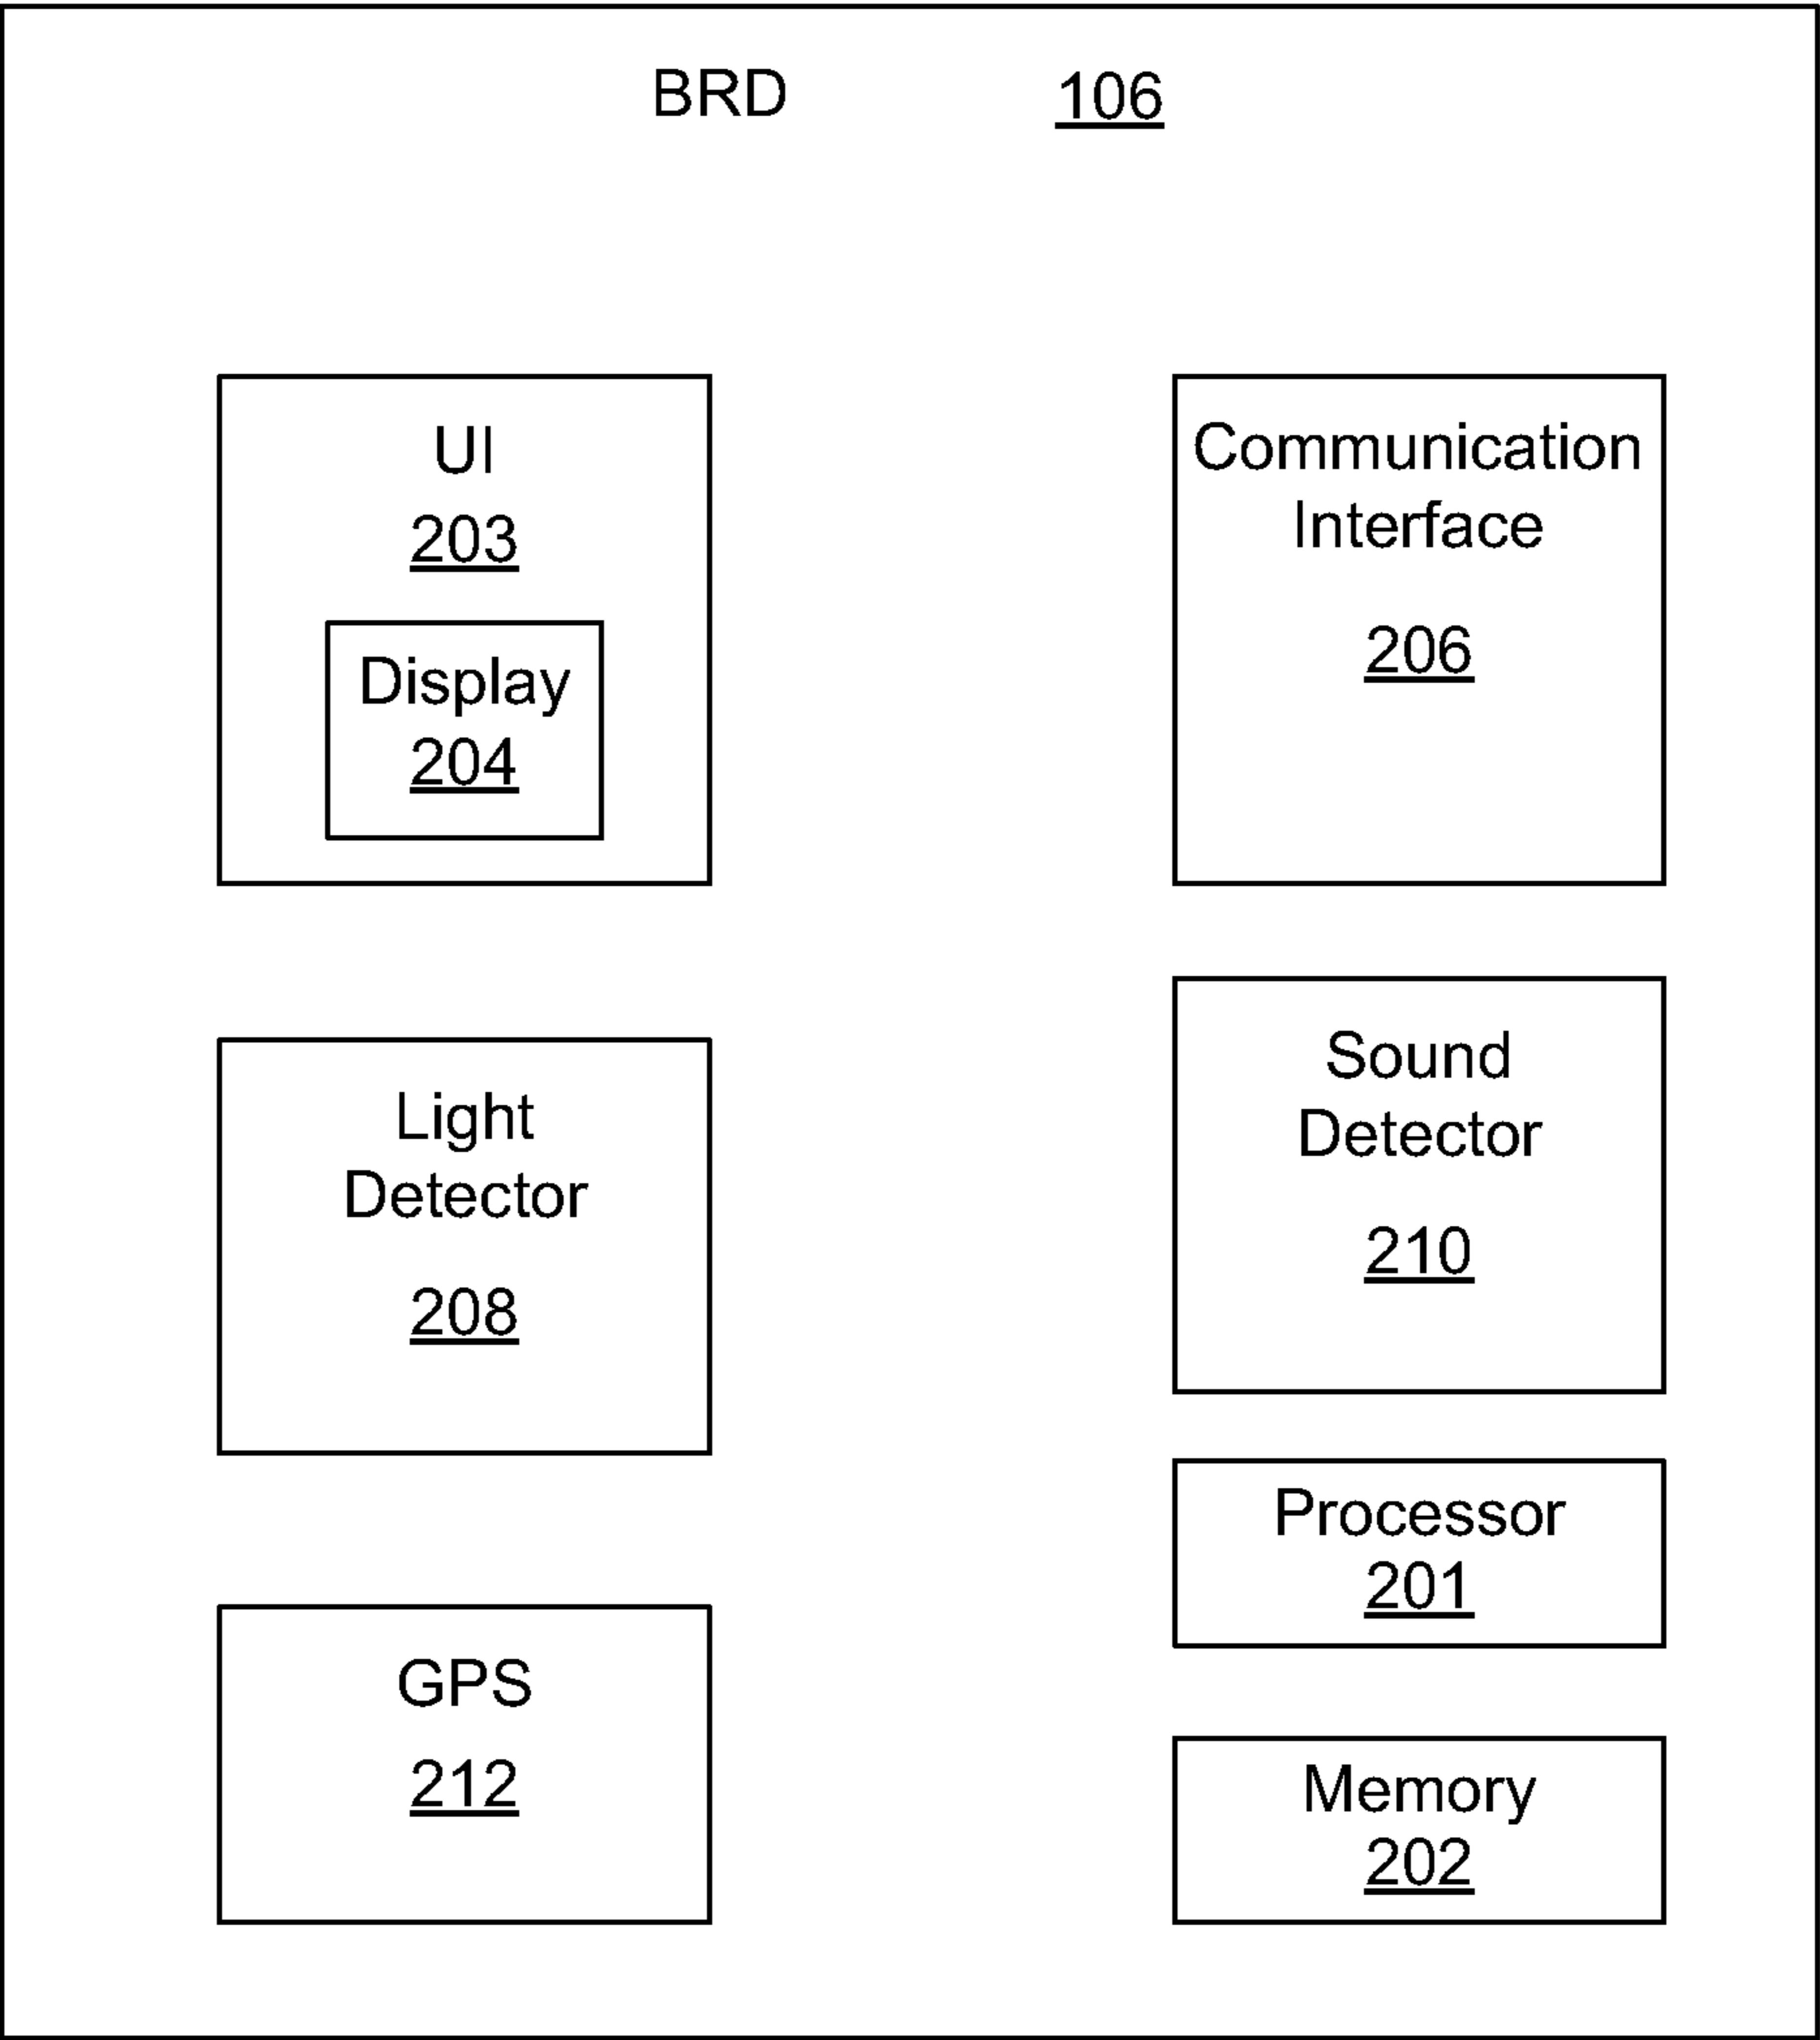 BRD 106
UI
203
Display
204
Communication
Interface
206
Light
Detector
208
Sound
Detector
210
Processor
201
GPS
212
Memory
202